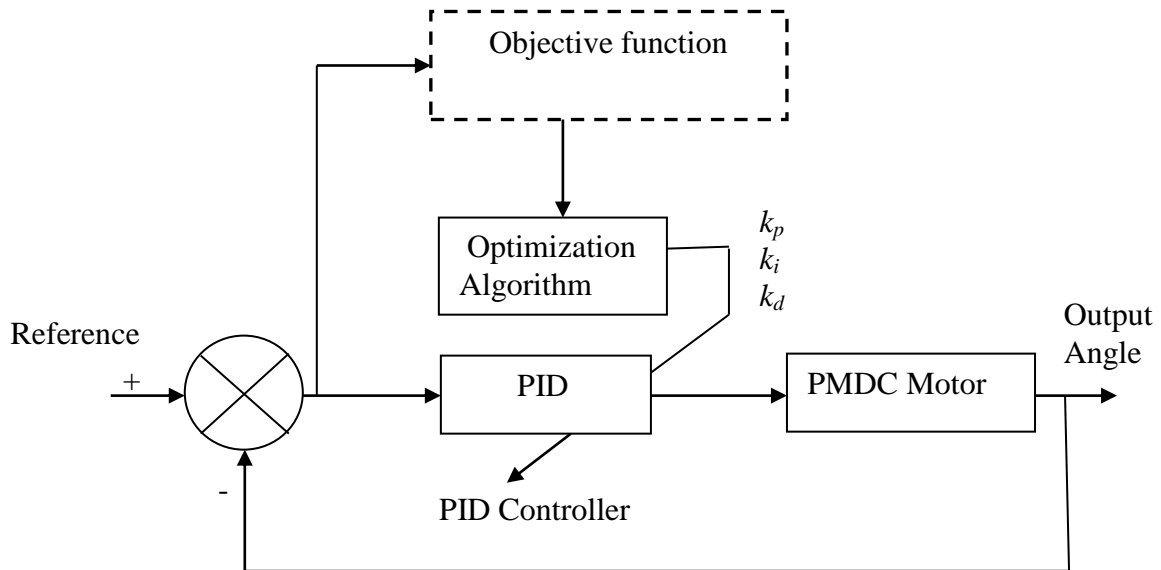 Objective function
Optimization
Algorithm
k_p
k_i
k_d
Reference
+
PID
PMDC Motor
Output
Angle
-
PID Controller